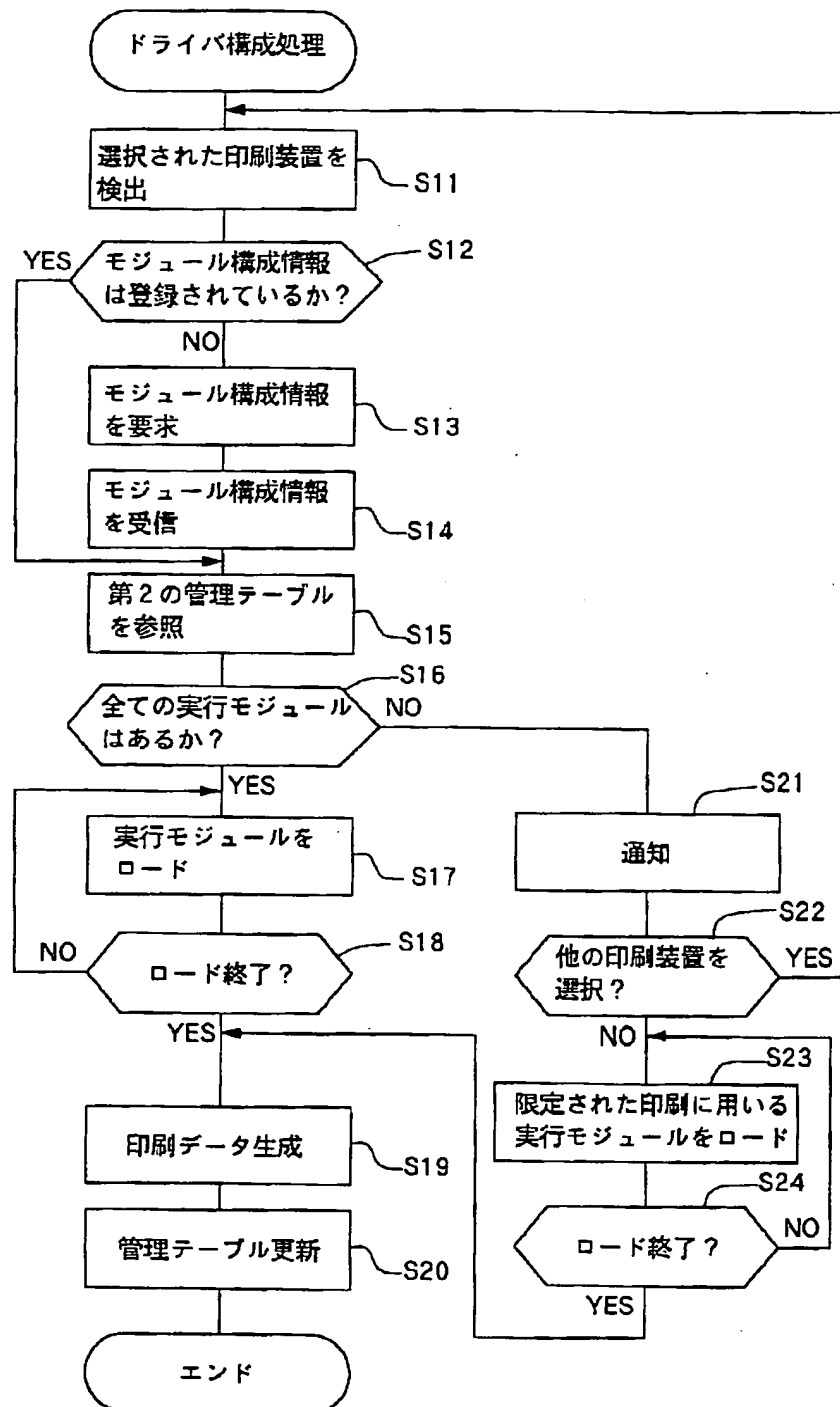 ドライバ構成処理
選択された印刷装置を
検出
S11
YES
モジュール構成情報
は登録されているか？
S12
NO
モジュール構成情報
を要求
S13
モジュール構成情報
を受信
S14
第２の管理テーブル
を参照
S15
S16
全ての実行モジュール
はあるか？
NO
YES
S21
通知
実行モジュールを
ロード
S17
S22
他の印刷装置を
選択？
YES
NO
ロード終了？
S18
NO
YES
S23
限定された印刷に用いる
実行モジュールをロード
印刷データ生成
S19
S24
ロード終了？
NO
YES
管理テーブル更新
S20
エンド